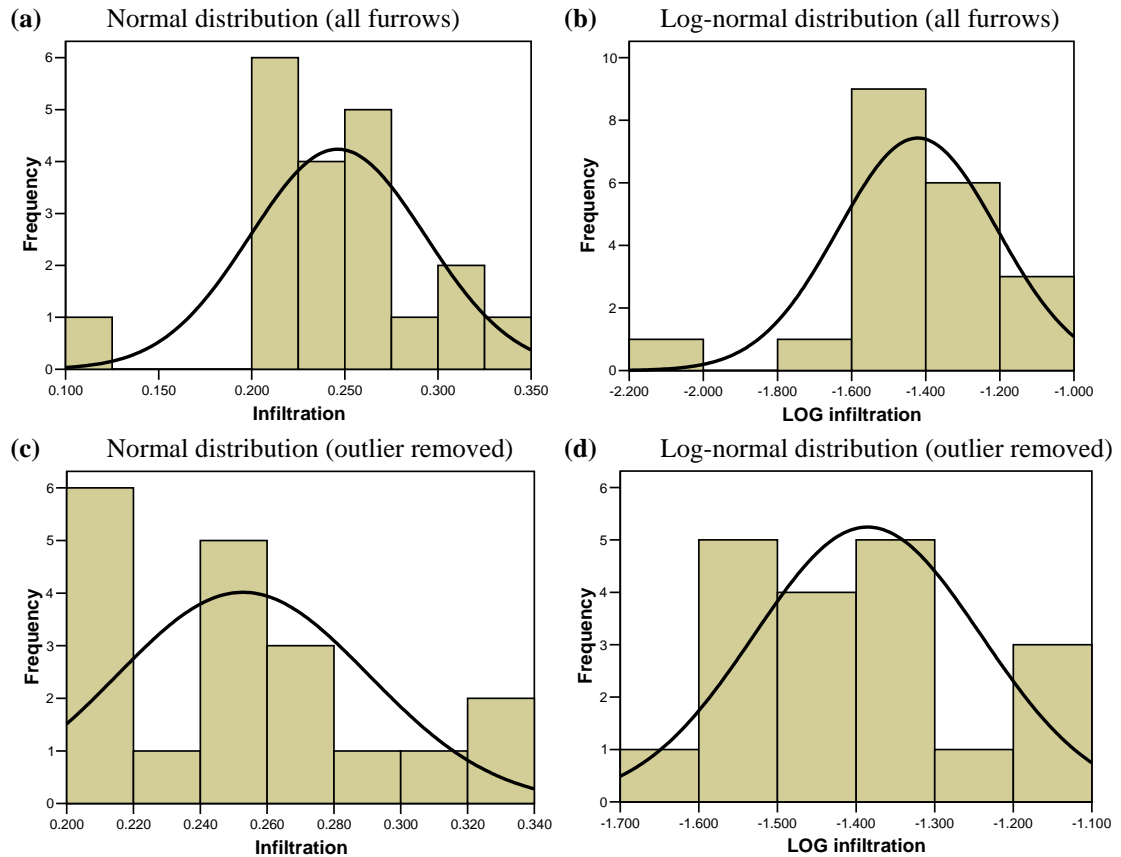 (a) Normal distribution (all furrows)
6
5
4
3
2
1
0
Frequency
0.100 0.150 0.200 0.250 0.300 0.350
Infiltration
(b) Log-normal distribution (all furrows)
10
8
6
4
2
0
Frequency
-2.200 -2.000 -1.800 -1.600 -1.400 -1.200 -1.000
LOG infiltration
(c) Normal distribution (outlier removed)
6
5
4
3
2
1
0
Frequency
0.200 0.220 0.240 0.260 0.280 0.300 0.320 0.340
Infiltration
(d) Log-normal distribution (outlier removed)
6
5
4
3
2
1
0
Frequency
-1.700 -1.600 -1.500 -1.400 -1.300 -1.200 -1.100
LOG infiltration